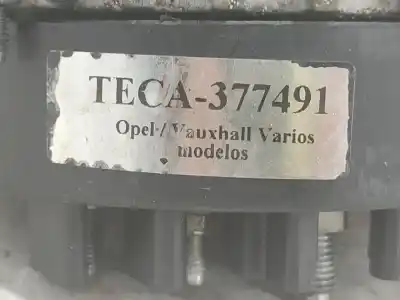 TECA-377491
Opel / Vauxhall Varios
modelos